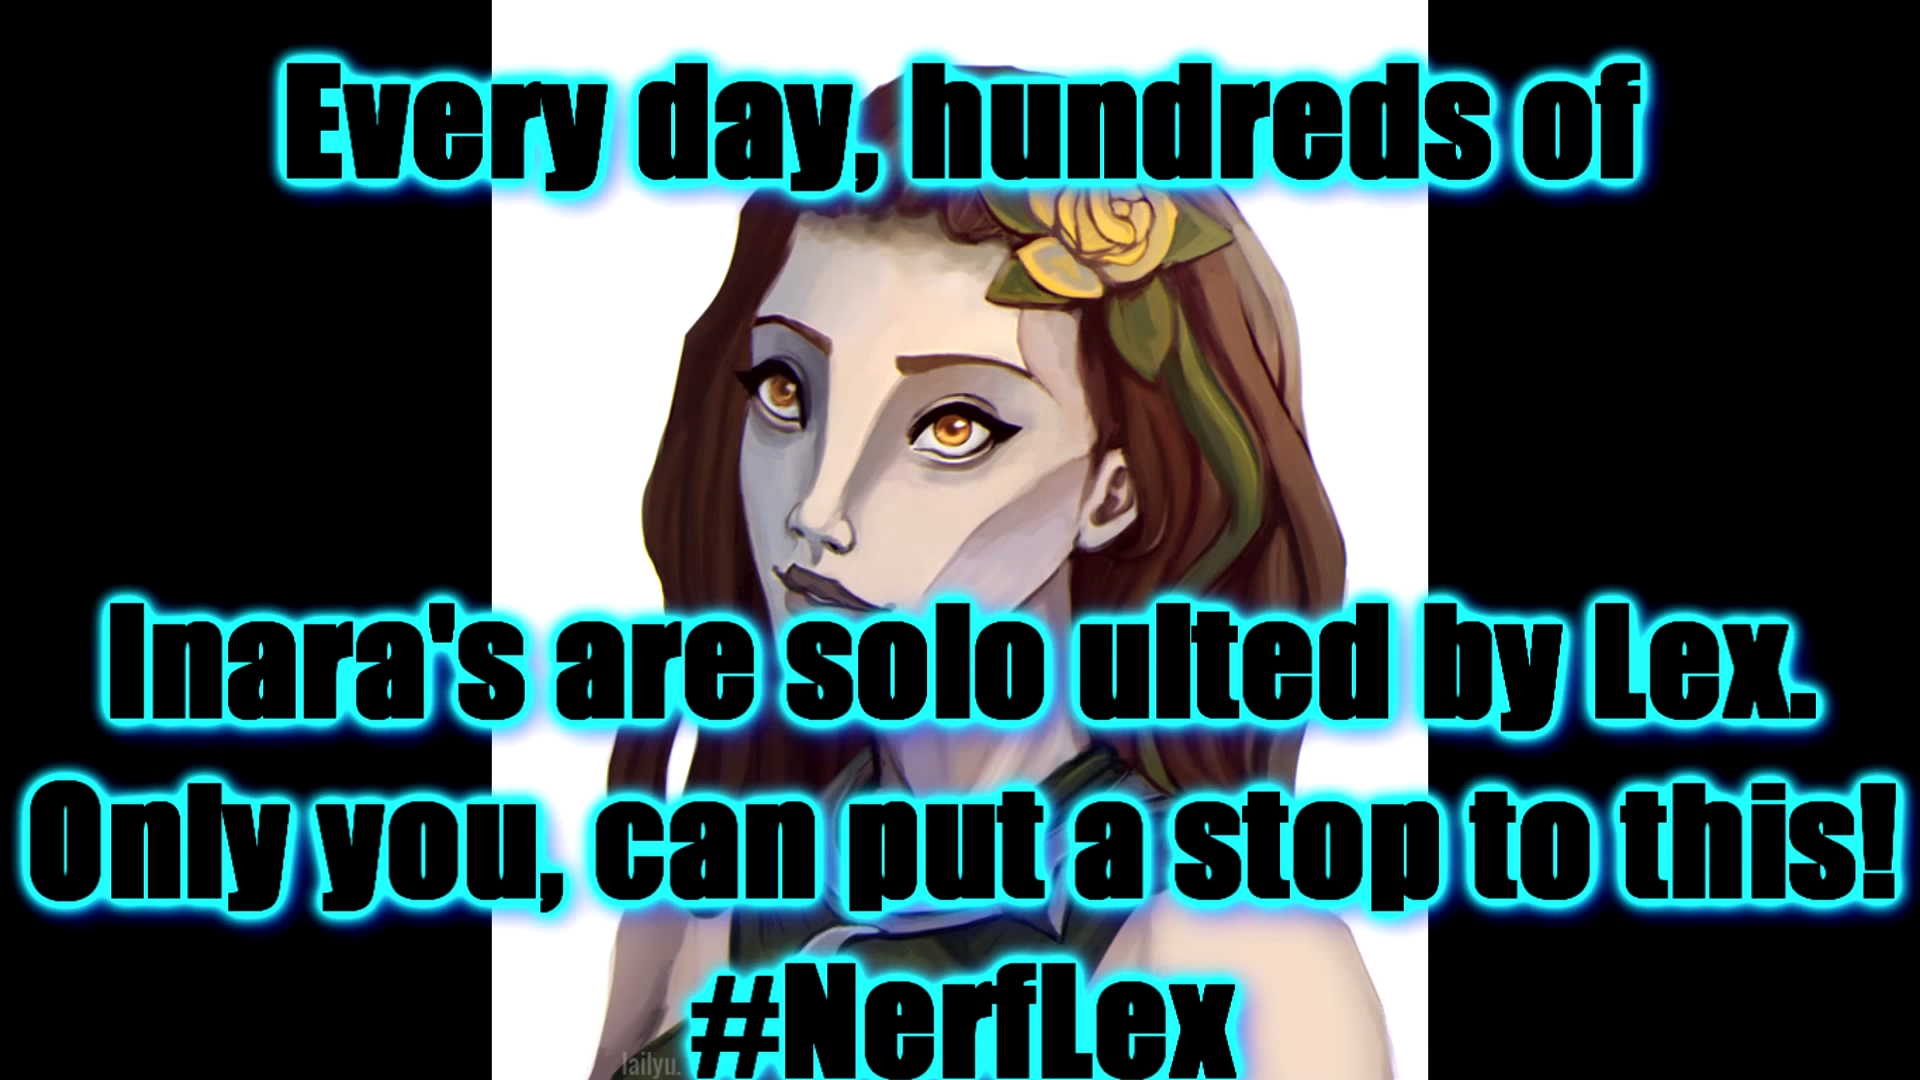 Every day, hundreds of
Inara's are solo ulted by Lex.
Only you, can put a stop to this!
#NerfLex
lailyu.